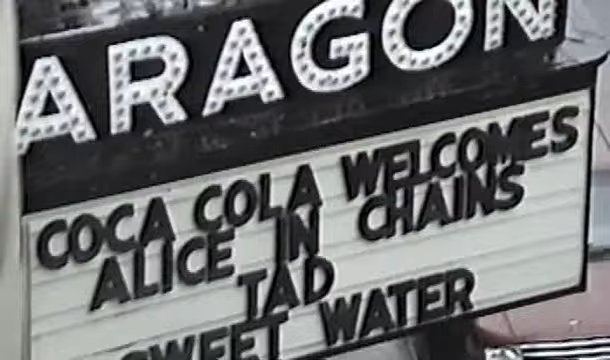 ARAGON
COCA COLA WELCOMES
ALICE IN CHAINS
TAD
SWEET WATER